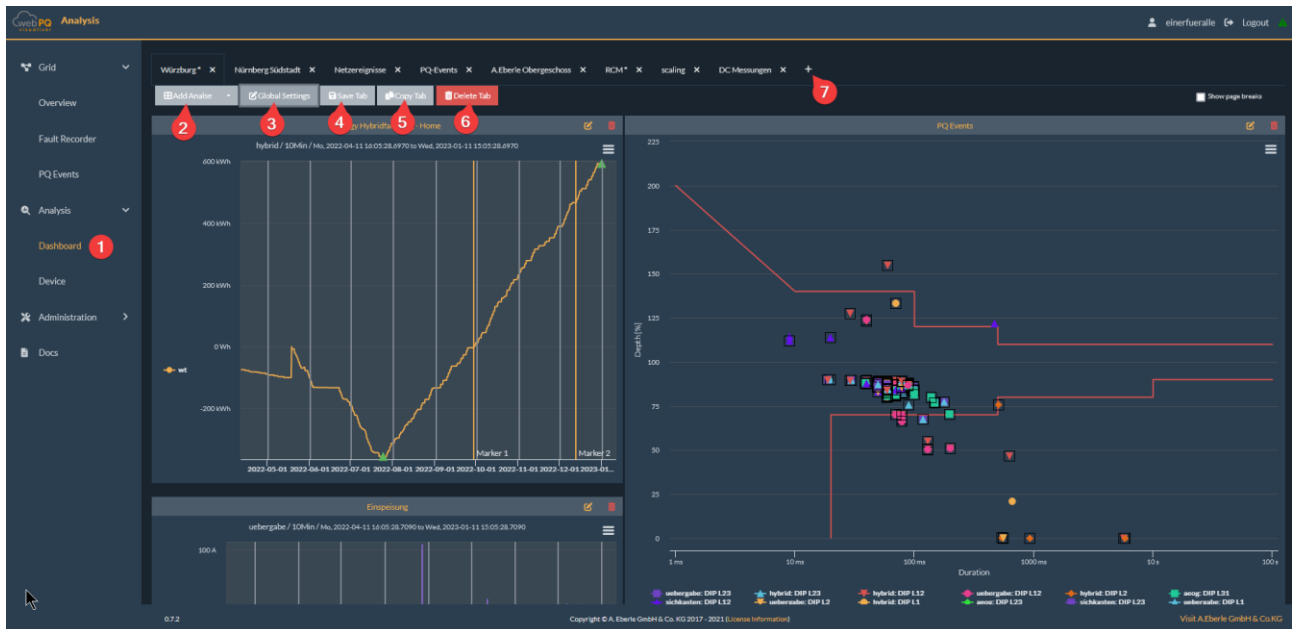 webPQ visualizer Analysis
einerfueralle Logout
Grid
Overview
Fault Recorder
PQ Events
Analysis
Dashboard
1
Device
Administration
Docs
Würzburg* × Nürnberg Südstadt × Netzereignisse × PQ-Events × A.Eberle Obergeschoss × RCM* × scaling × DC Messungen × +
7
Add Analise Global Settings Save Tab Copy Tab Delete Tab
Show page breaks
2 3 4 5 6
gy Hybridfa - Home
hybrid / 10Min / Mo, 2022-04-11 16:05:28.6970 to Wed, 2023-01-11 15:05:28.6970
600 kWh
400 kWh
200 kWh
0 Wh
-200 kWh
wt
Marker 1 Marker 2
2022-05-01 2022-06-01 2022-07-01 2022-08-01 2022-09-01 2022-10-01 2022-11-01 2022-12-01 2023-01...
Einspeisung
uebergabe / 10Min / Mo, 2022-04-11 16:05:28.7090 to Wed, 2023-01-11 15:05:28.7090
100 A
PQ Events
225
200
175
150
125
100
75
50
25
0
Depth [%]
1 ms 10 ms 100 ms 1000 ms 10 s 100 s
Duration
uebergabe: DIP L23 hybrid: DIP L23 hybrid: DIP L12 uebergabe: DIP L12 hybrid: DIP L2 aeog: DIP L31
sichkasten: DIP L12 uebergabe: DIP L2 hybrid: DIP L1 aeog: DIP L23 sichkasten: DIP L23 uebergabe: DIP L1
0.7.2
Copyright © A. Eberle GmbH & Co. KG 2017 - 2021 (License Information)
Visit A.Eberle GmbH & Co.KG